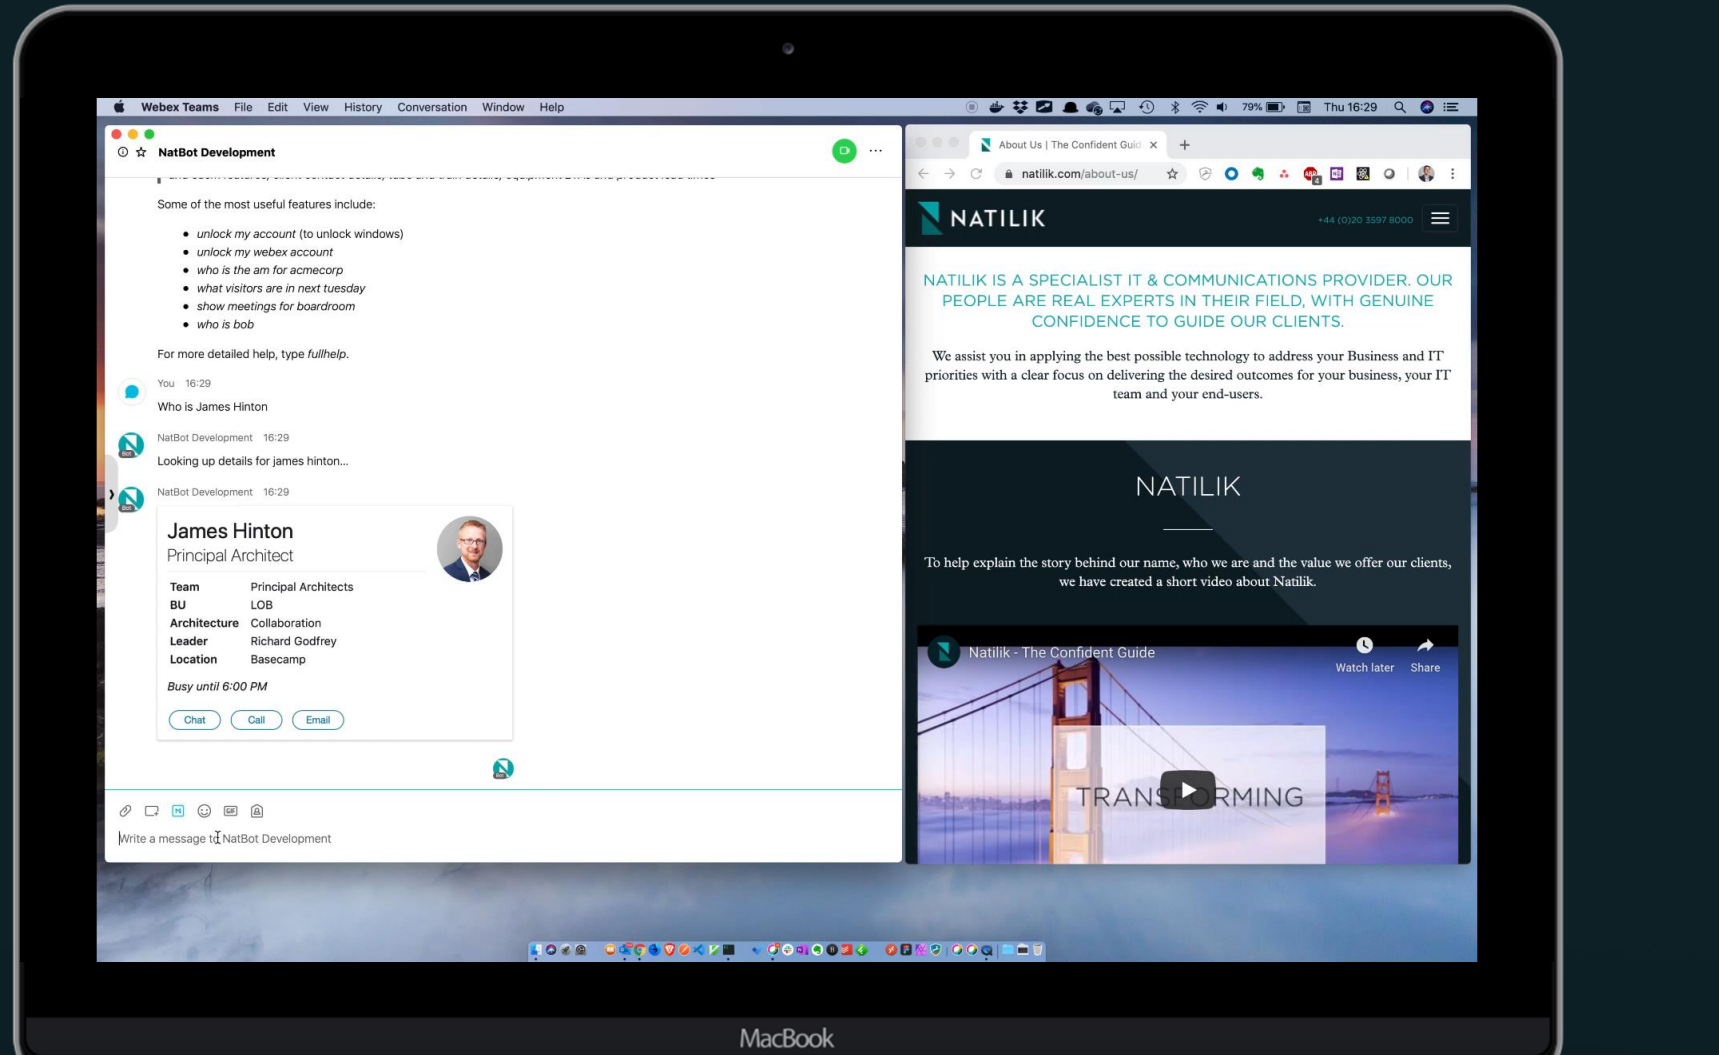 Webex Teams File Edit View History Conversation Window Help
79% Thu 16:29
NatBot Development
Some of the most useful features include:
unlock my account (to unlock windows)
unlock my webex account
who is the am for acmecorp
what visitors are in next tuesday
show meetings for boardroom
who is bob
For more detailed help, type fullhelp.
You 16:29
Who is James Hinton
NatBot Development 16:29
Bot
Looking up details for james hinton...
NatBot Development 16:29
Bot
James Hinton
Principal Architect
Team Principal Architects
BU LOB
Architecture Collaboration
Leader Richard Godfrey
Location Basecamp
Busy until 6:00 PM
Chat Call Email
Bot
GIF
Write a message to NatBot Development
About Us | The Confident Guid
natilik.com/about-us/
ABP
4
NATILIK
+44 (0)20 3597 8000
NATILIK IS A SPECIALIST IT & COMMUNICATIONS PROVIDER. OUR
PEOPLE ARE REAL EXPERTS IN THEIR FIELD, WITH GENUINE
CONFIDENCE TO GUIDE OUR CLIENTS.
We assist you in applying the best possible technology to address your Business and IT
priorities with a clear focus on delivering the desired outcomes for your business, your IT
team and your end-users.
NATILIK
To help explain the story behind our name, who we are and the value we offer our clients,
we have created a short video about Natilik.
Natilik - The Confident Guide
Watch later Share
TRANSFORMING
MacBook